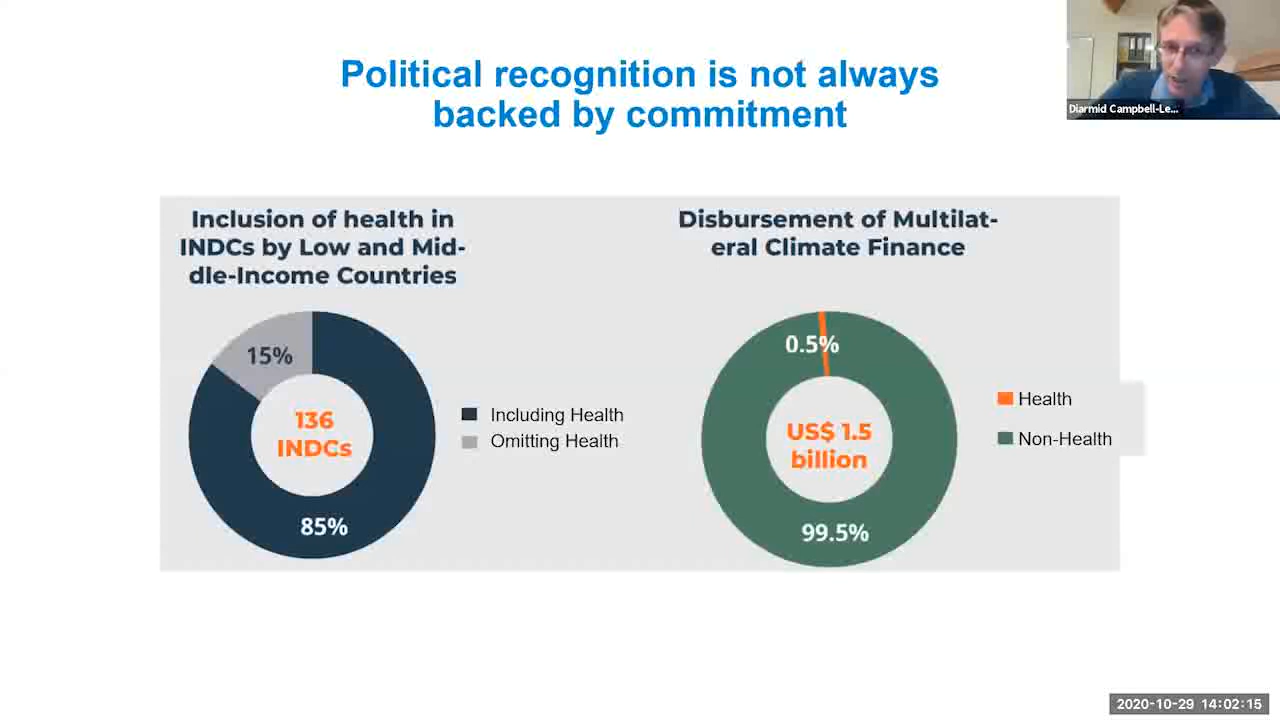 Political recognition is not always
backed by commitment
Diarmid Campbell-Le...
Inclusion of health in
INDCs by Low and Mid-
dle-Income Countries
15%
136
INDCs
85%
Including Health
Omitting Health
Disbursement of Multilat-
eral Climate Finance
0.5%
US$ 1.5
billion
99.5%
Health
Non-Health
2020-10-29 14:02:15